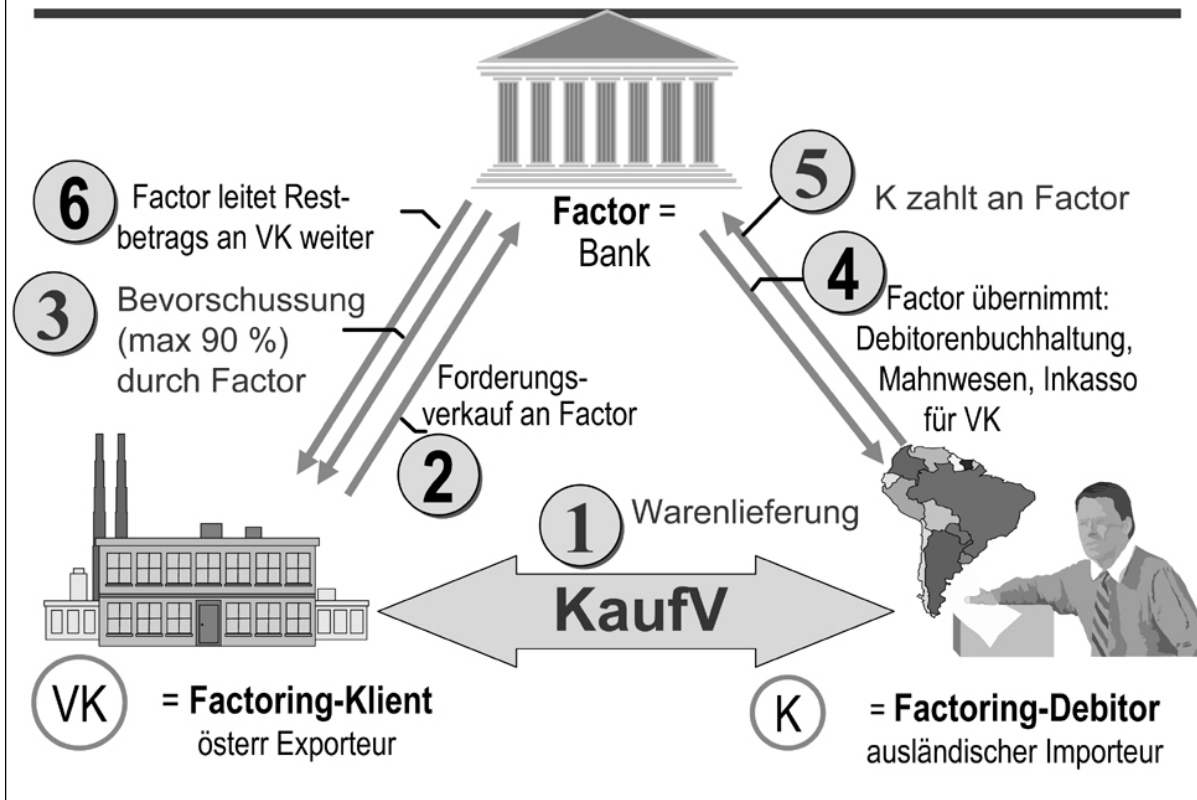 6
Factor leitet Rest-
betrags an VK weiter
Factor =
Bank
5
K zahlt an Factor
3
Bevorschussung
(max 90 %)
durch Factor
4
Factor übernimmt:
Debitorenbuchhaltung,
Mahnwesen, Inkasso
für VK
Forderungs-
verkauf an Factor
2
1
Warenlieferung
KaufV
VK
= Factoring-Klient
österr Exporteur
K
= Factoring-Debitor
ausländischer Importeur